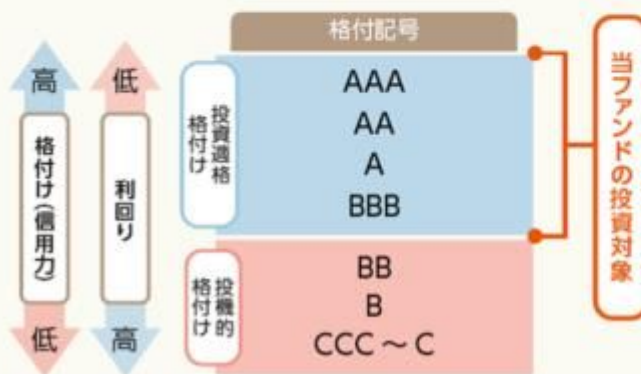 格付記号
高
格付け(信用力)
低
低
利回り
高
投資適格
格付け
AAA
AA
A
BBB
投機的
格付け
BB
B
CCC～C
当ファンドの投資対象